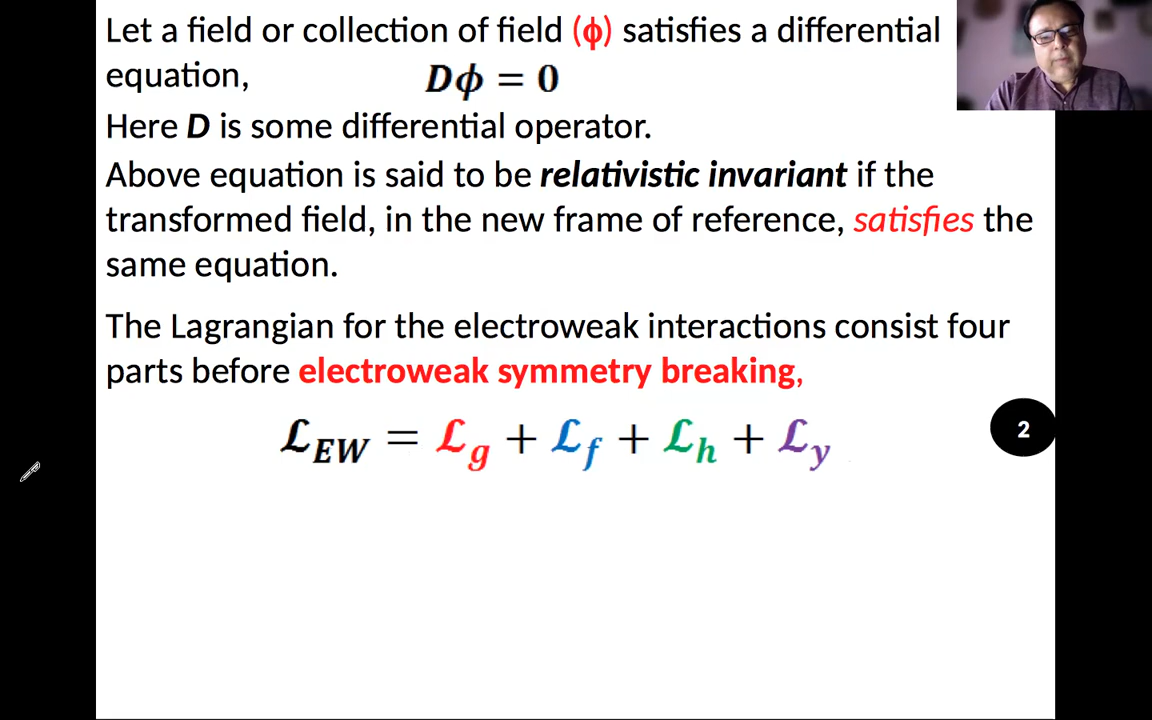 Let a field or collection of field (ϕ) satisfies a differential
equation, Dϕ = 0
Here D is some differential operator.
Above equation is said to be relativistic invariant if the
transformed field, in the new frame of reference, satisfies the
same equation.
The Lagrangian for the electroweak interactions consist four
parts before electroweak symmetry breaking,
ℒ_EW = ℒ_g + ℒ_f + ℒ_h + ℒ_y
2